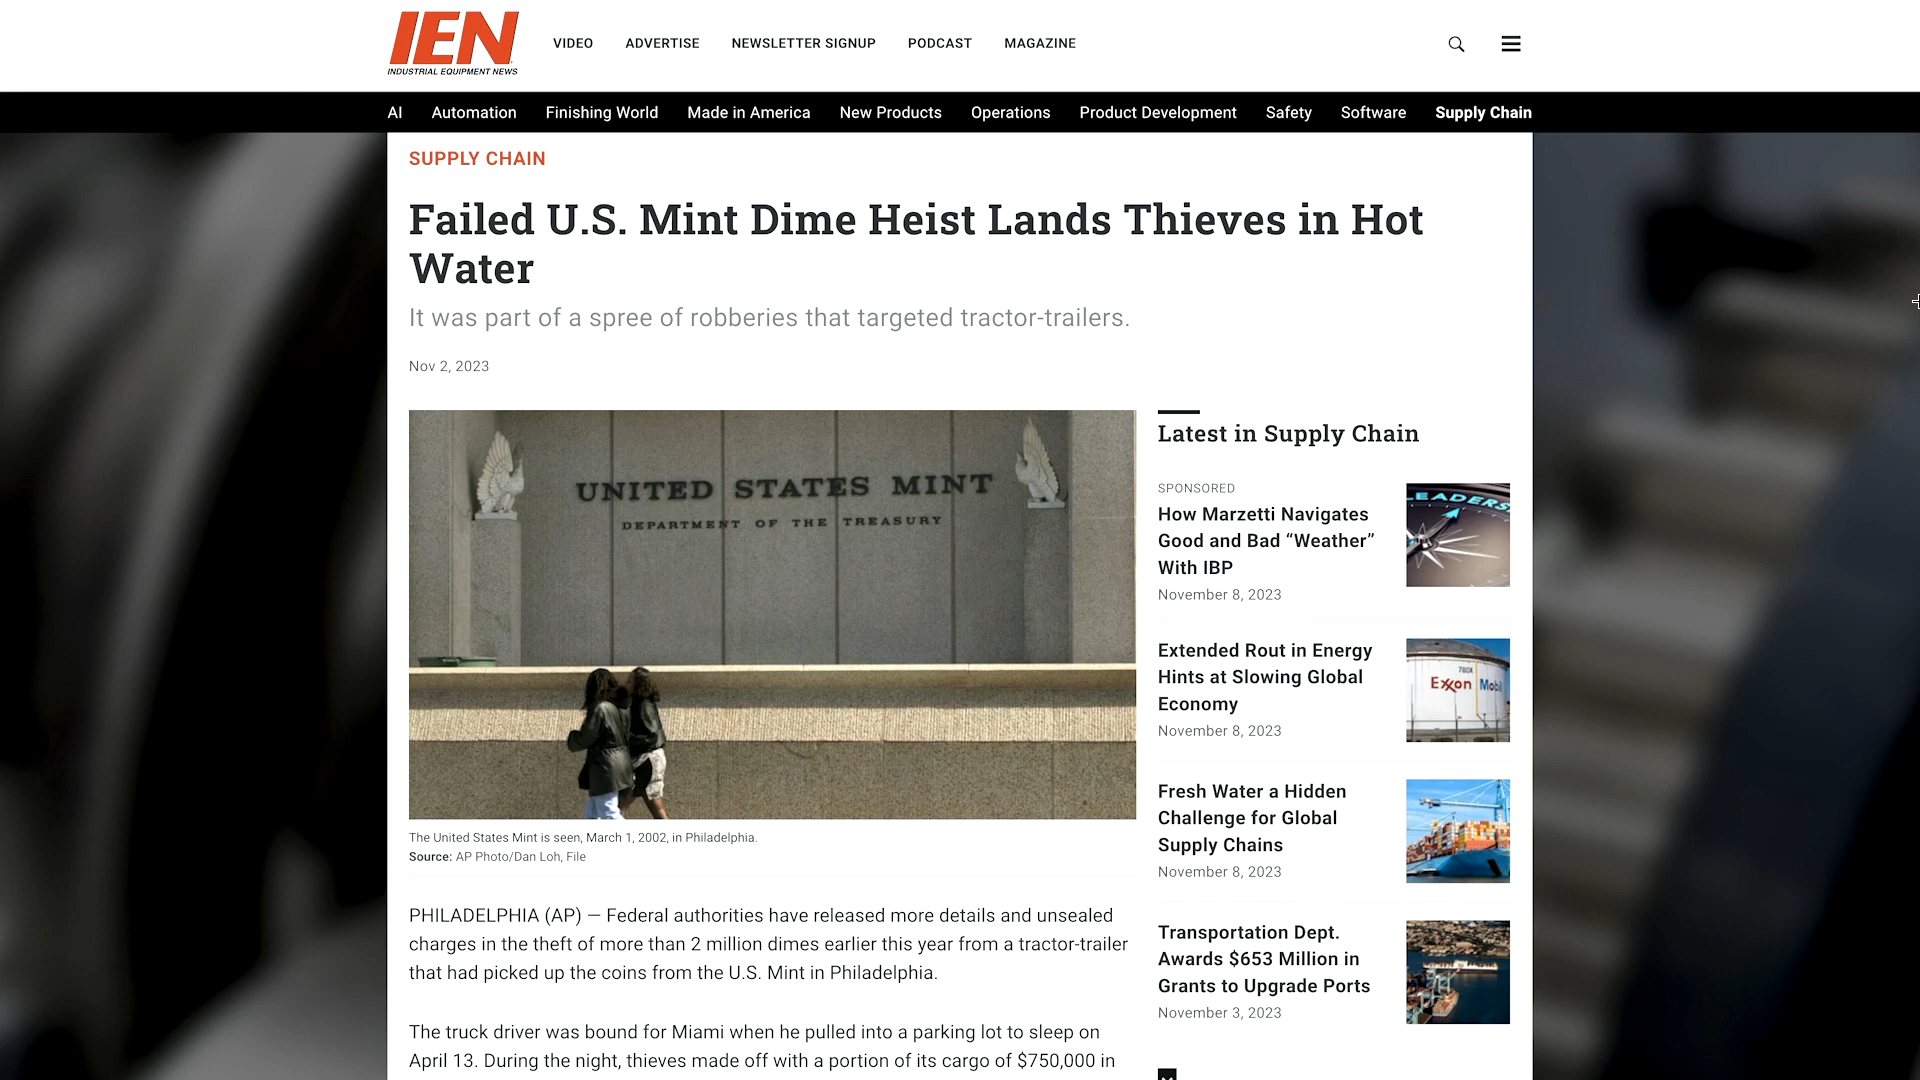 IEN
INDUSTRIAL EQUIPMENT NEWS
VIDEO ADVERTISE NEWSLETTER SIGNUP PODCAST MAGAZINE
AI Automation Finishing World Made in America New Products Operations Product Development Safety Software Supply Chain
SUPPLY CHAIN
Failed U.S. Mint Dime Heist Lands Thieves in Hot
Water
It was part of a spree of robberies that targeted tractor-trailers.
Nov 2, 2023
UNITED STATES MINT
DEPARTMENT OF THE TREASURY
The United States Mint is seen, March 1, 2002, in Philadelphia.
Source: AP Photo/Dan Loh, File
PHILADELPHIA (AP) — Federal authorities have released more details and unsealed
charges in the theft of more than 2 million dimes earlier this year from a tractor-trailer
that had picked up the coins from the U.S. Mint in Philadelphia.
The truck driver was bound for Miami when he pulled into a parking lot to sleep on
April 13. During the night, thieves made off with a portion of its cargo of $750,000 in
Latest in Supply Chain
SPONSORED
How Marzetti Navigates
Good and Bad “Weather”
With IBP
November 8, 2023
LEADERS
Extended Rout in Energy
Hints at Slowing Global
Economy
November 8, 2023
Exxon Mobil
Fresh Water a Hidden
Challenge for Global
Supply Chains
November 8, 2023
Transportation Dept.
Awards $653 Million in
Grants to Upgrade Ports
November 3, 2023